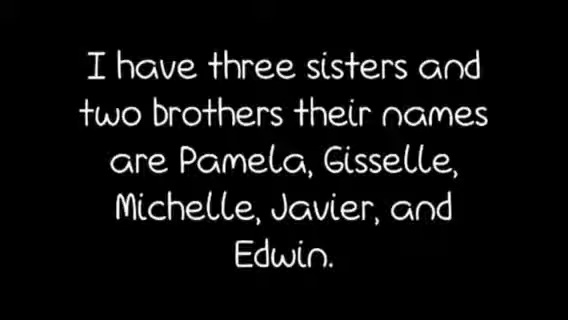 I have three sisters and
two brothers their names
are Pamela, Gisselle,
Michelle, Javier, and
Edwin.